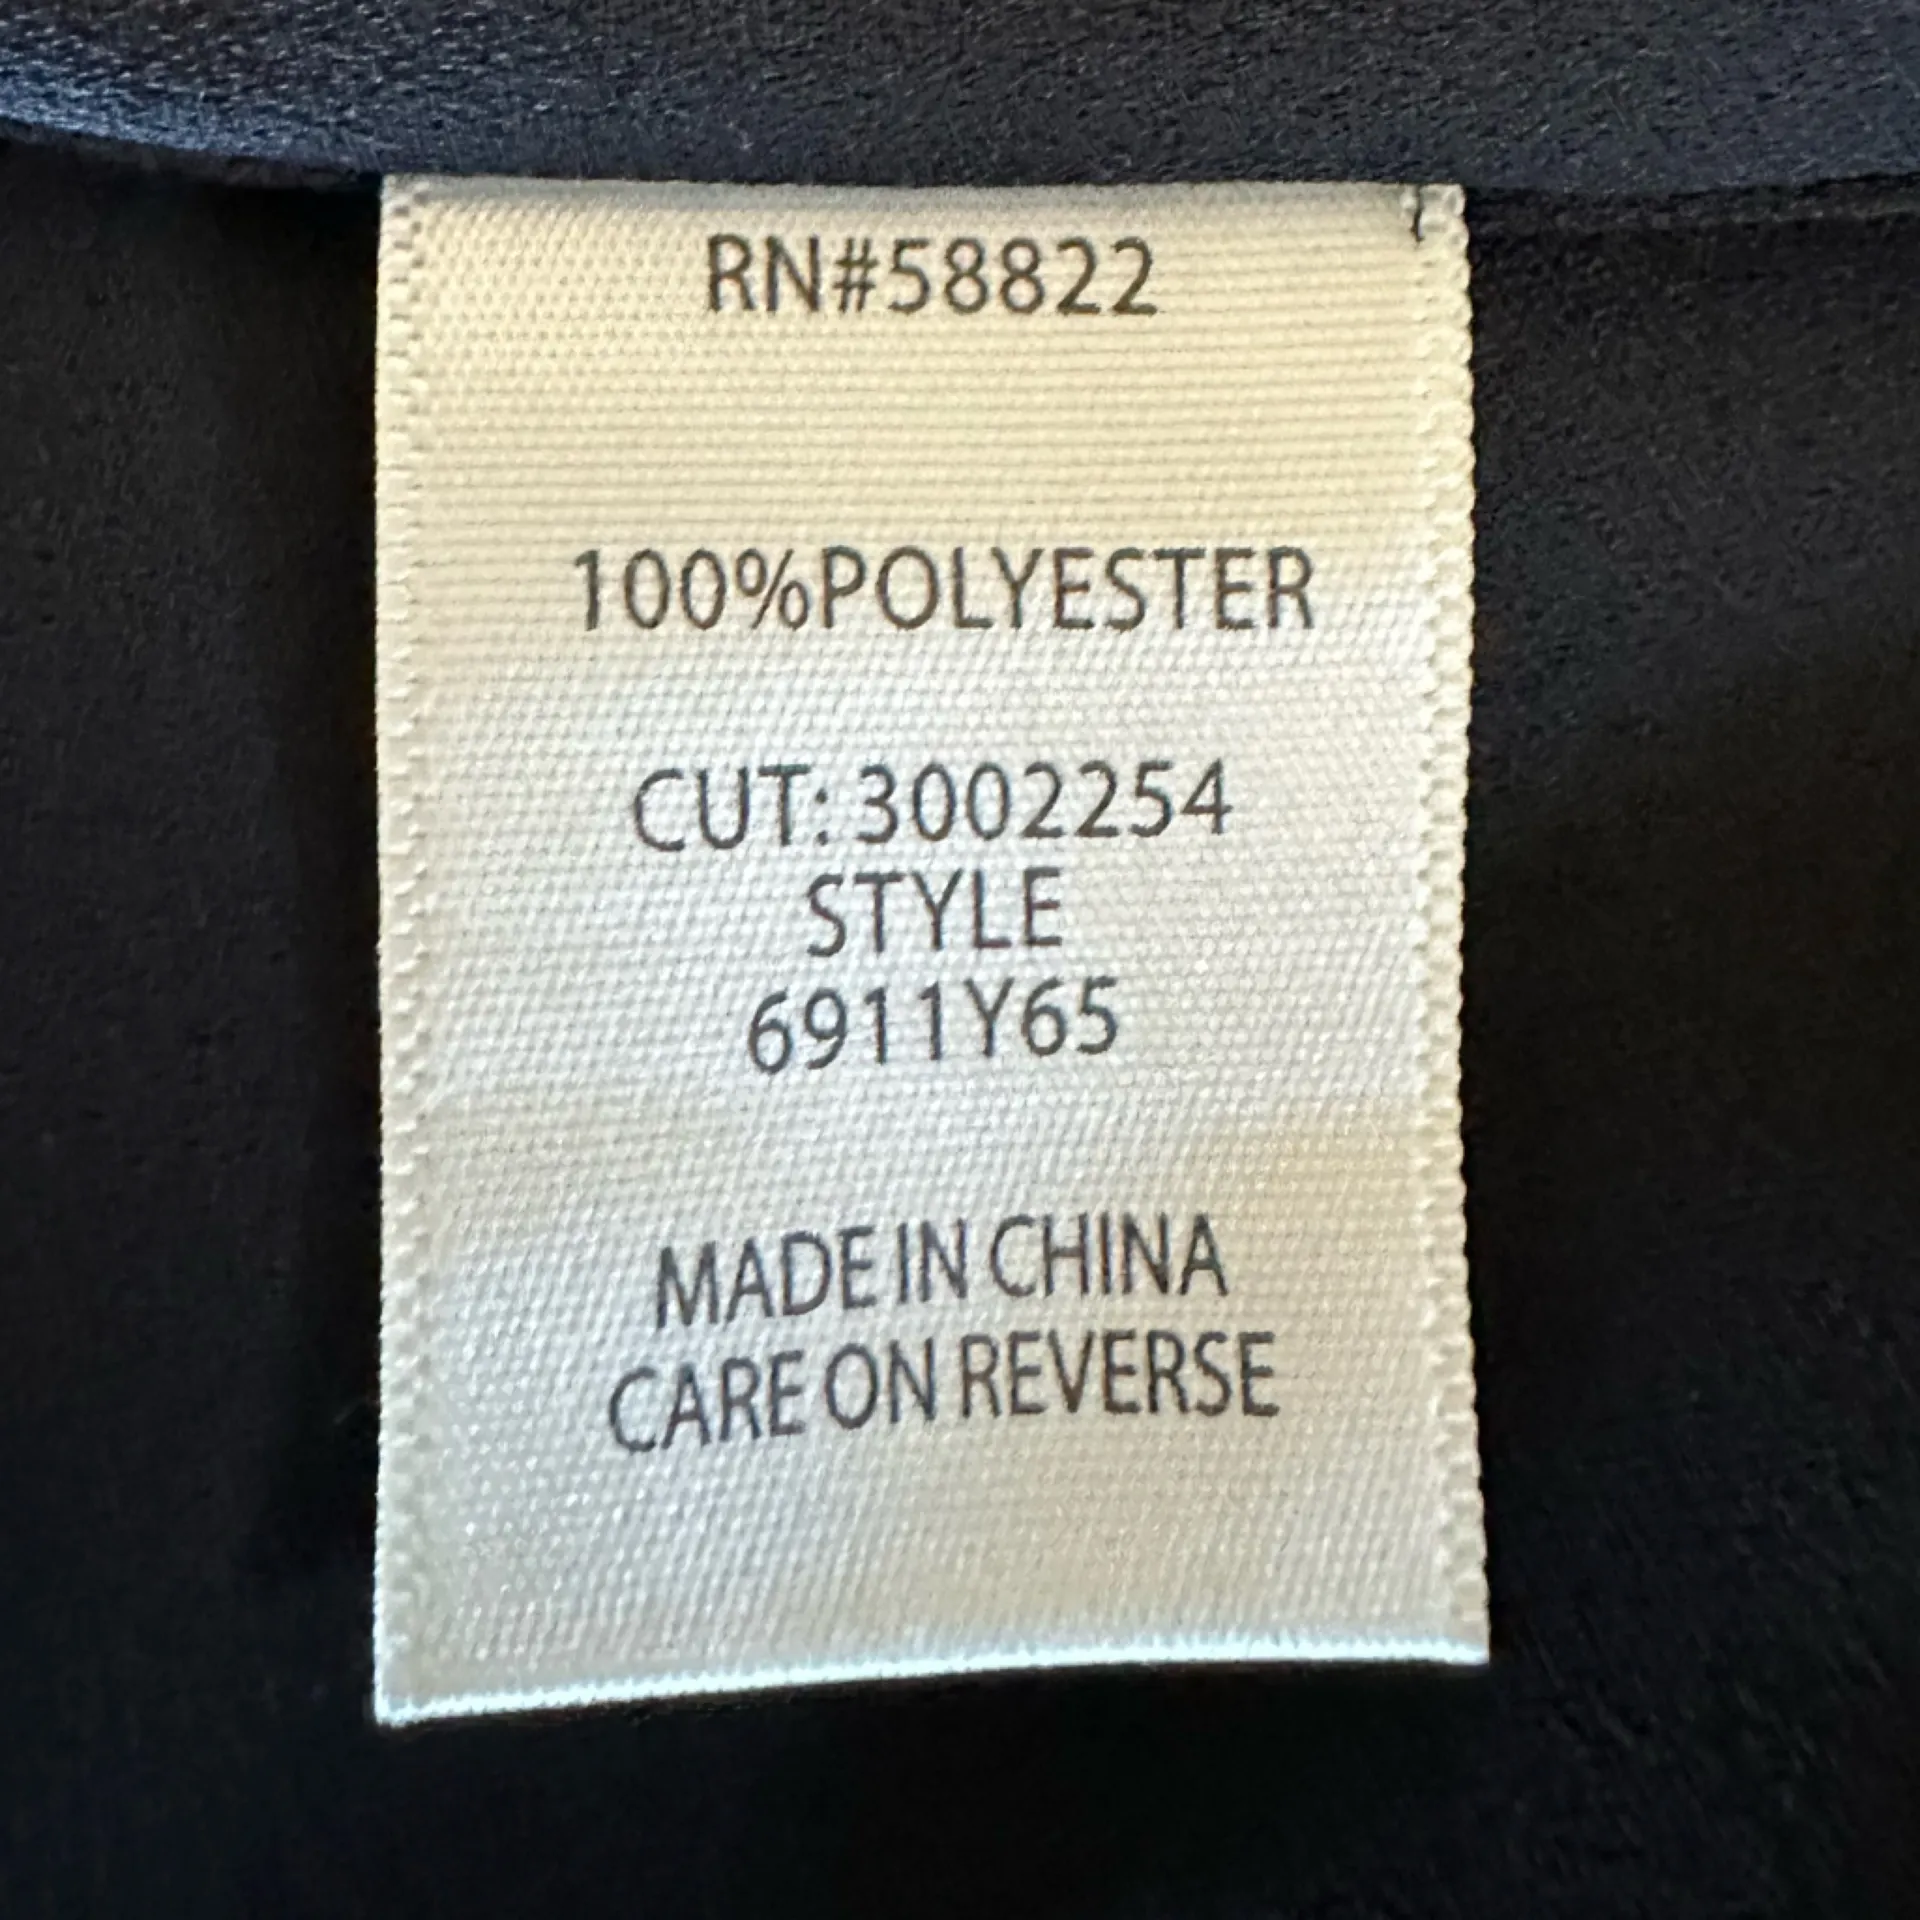 RN#58822
100%POLYESTER
CUT: 3002254
STYLE
6911Y65
MADE IN CHINA
CARE ON REVERSE